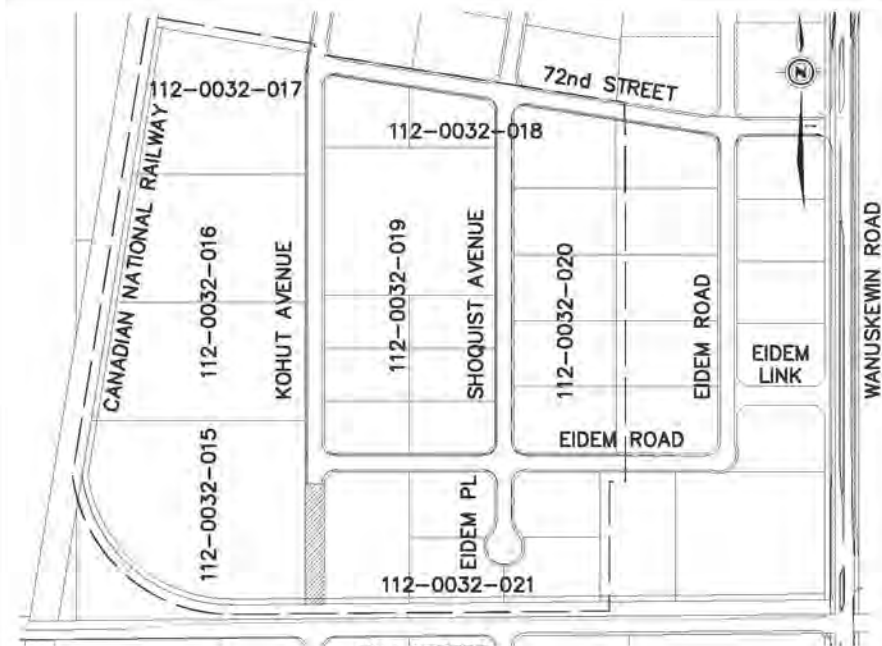 72nd STREET
112-0032-017
112-0032-018
CANADIAN NATIONAL RAILWAY
112-0032-016
KOHUT AVENUE
112-0032-019
SHOQUIST AVENUE
112-0032-020
EIDEM ROAD
WANUSKEWIN ROAD
EIDEM
LINK
EIDEM ROAD
112-0032-015
EIDEM PL
112-0032-021
N